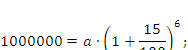 1000000 = a · (1 + 15/100)^6,